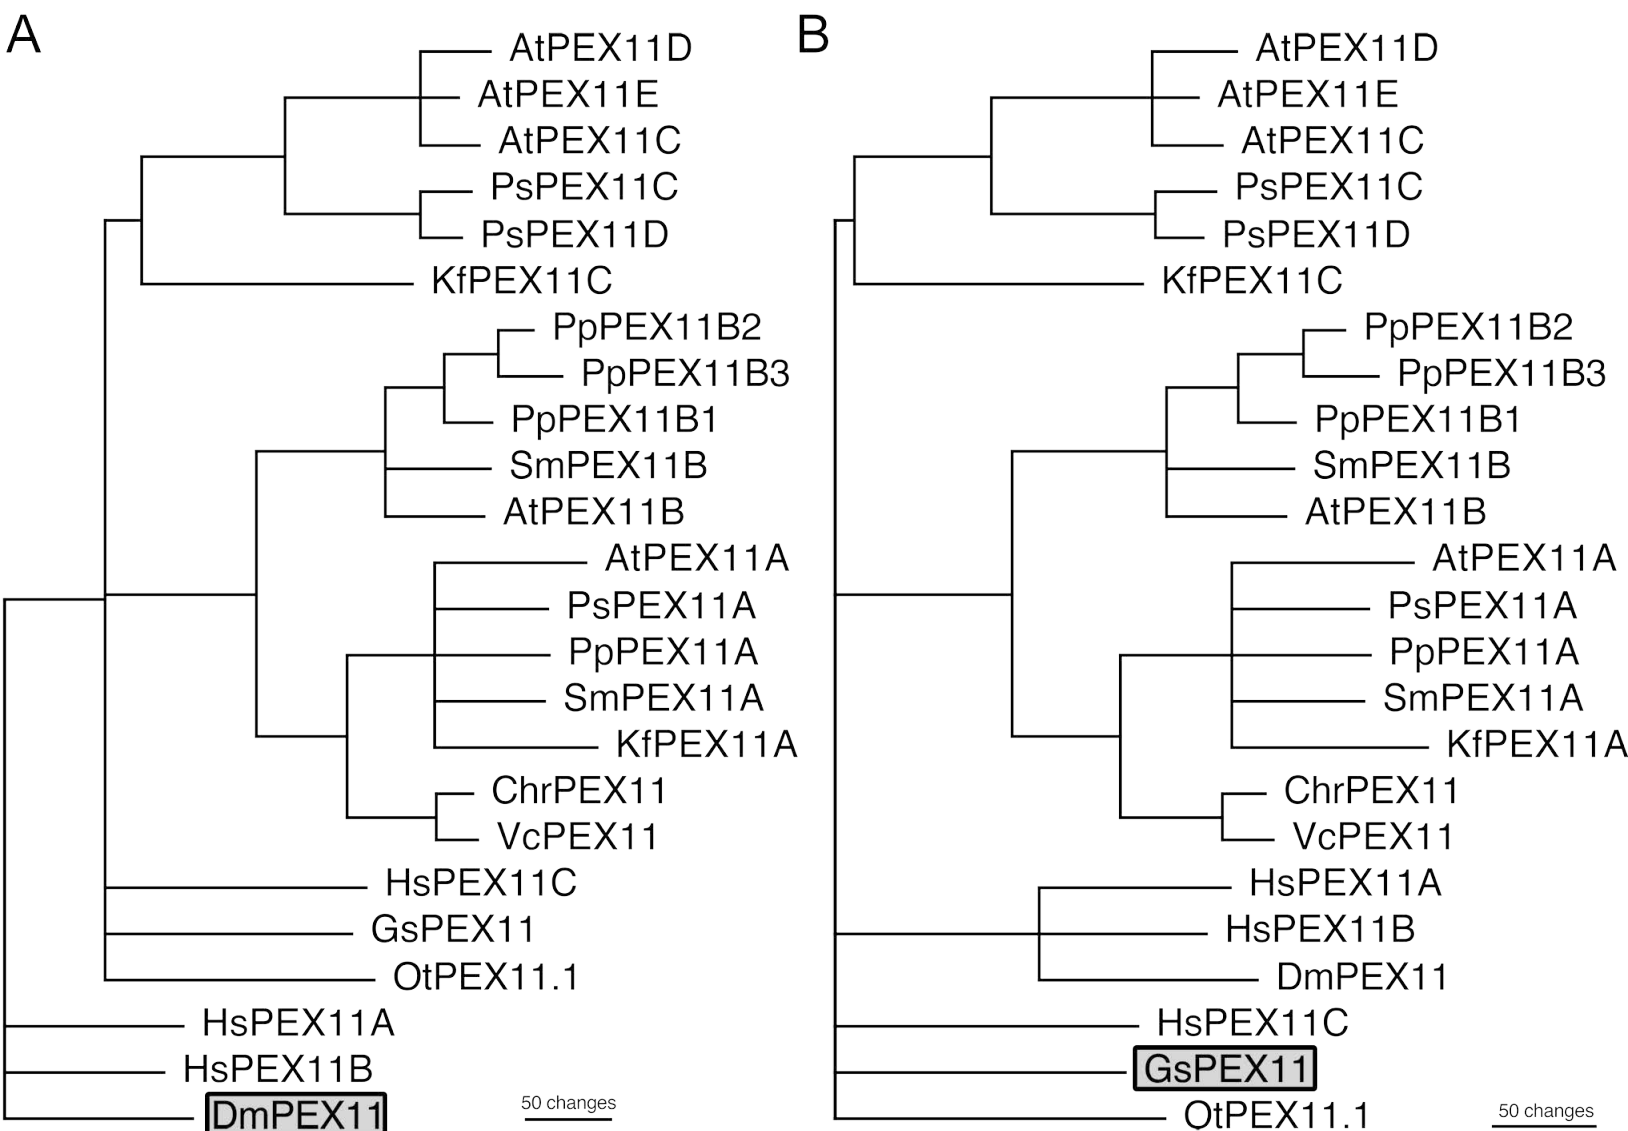 A
AtPEX11D
AtPEX11E
AtPEX11C
PsPEX11C
PsPEX11D
KfPEX11C
PpPEX11B2
PpPEX11B3
PpPEX11B1
SmPEX11B
AtPEX11B
AtPEX11A
PsPEX11A
PpPEX11A
SmPEX11A
KfPEX11A
ChrPEX11
VcPEX11
HsPEX11C
GsPEX11
OtPEX11.1
HsPEX11A
HsPEX11B
DmPEX11
50 changes
B
AtPEX11D
AtPEX11E
AtPEX11C
PsPEX11C
PsPEX11D
KfPEX11C
PpPEX11B2
PpPEX11B3
PpPEX11B1
SmPEX11B
AtPEX11B
AtPEX11A
PsPEX11A
PpPEX11A
SmPEX11A
KfPEX11A
ChrPEX11
VcPEX11
HsPEX11A
HsPEX11B
DmPEX11
HsPEX11C
GsPEX11
OtPEX11.1
50 changes